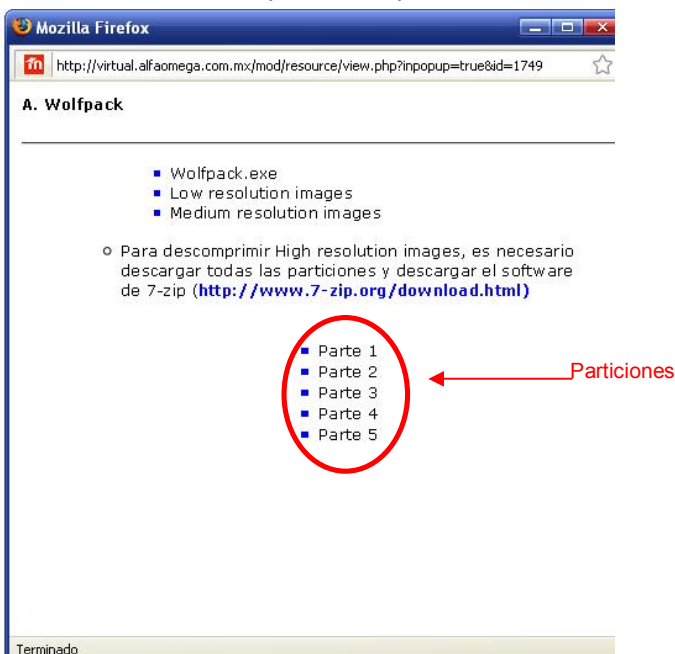 Mozilla Firefox
http://virtual.alfaomega.com.mx/mod/resource/view.php?inpopup=true&id=1749
A. Wolfpack
Wolfpack.exe
Low resolution images
Medium resolution images
Para descomprimir High resolution images, es necesario
descargar todas las particiones y descargar el software
de 7-zip (http://www.7-zip.org/download.html)
Parte 1
Parte 2
Parte 3
Parte 4
Parte 5
Particiones
Terminado